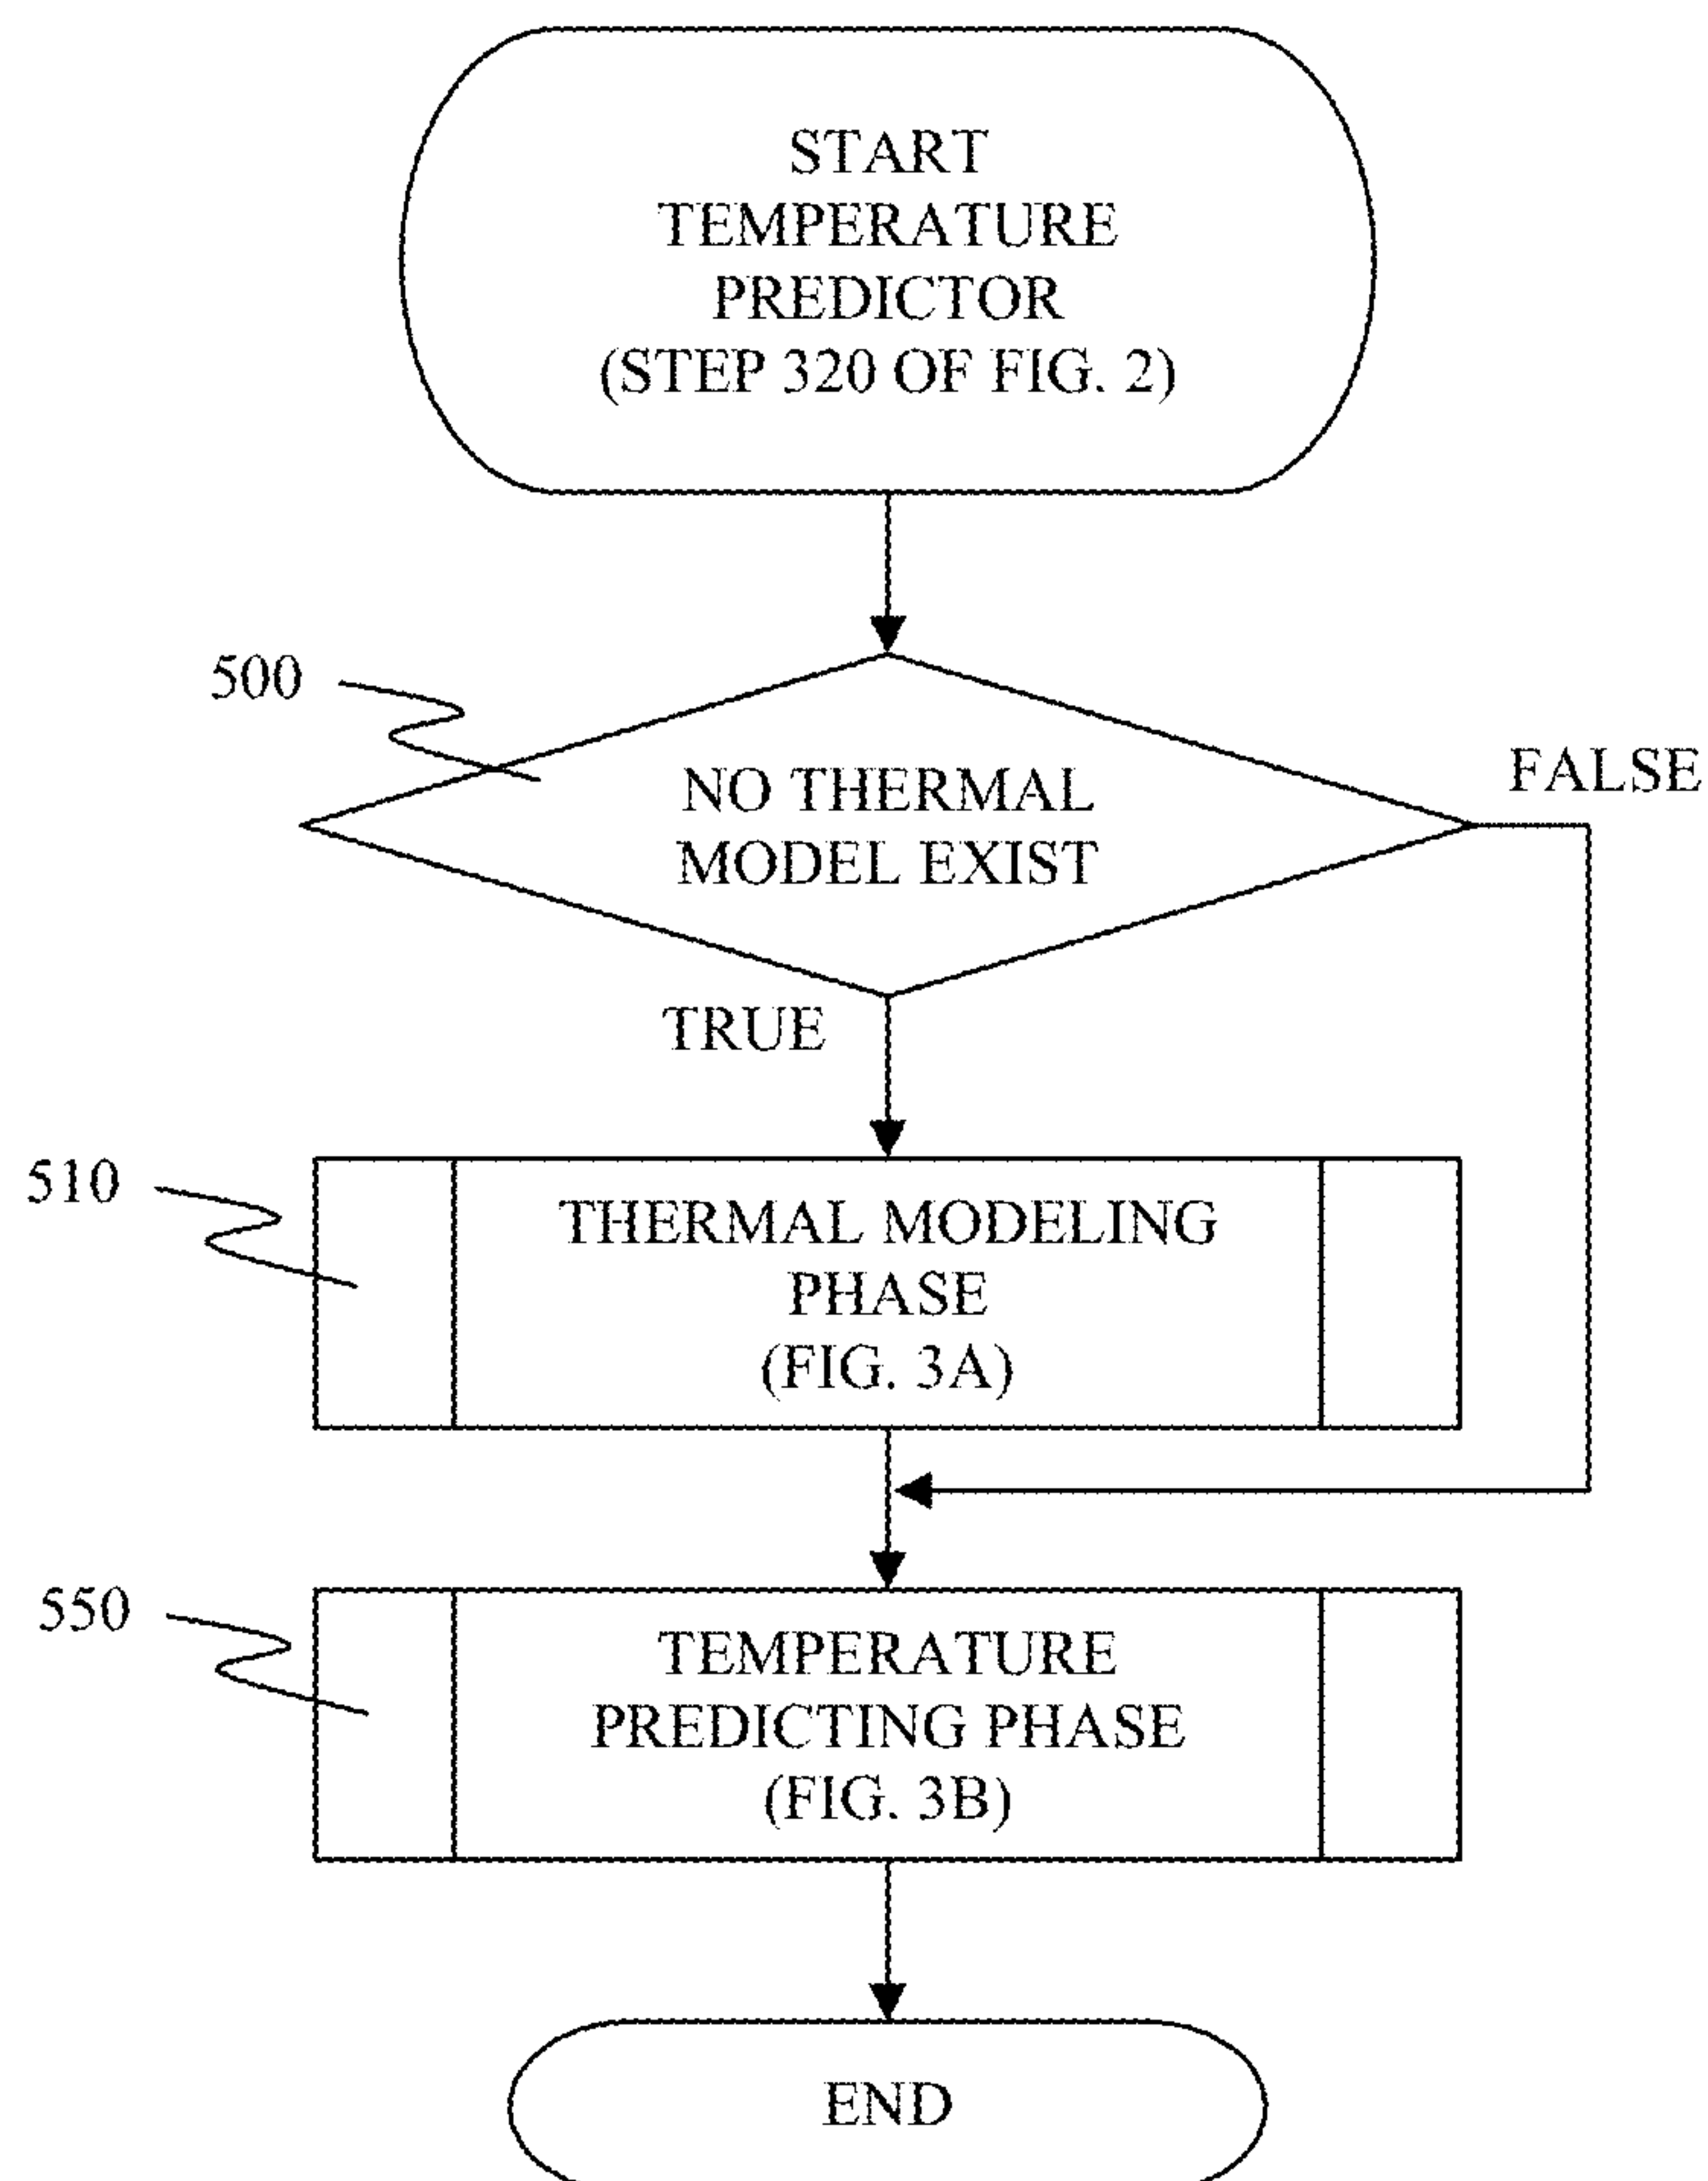 START
TEMPERATURE
PREDICTOR
(STEP 320 OF FIG. 2)
500
NO THERMAL
MODEL EXIST
FALSE
TRUE
510
THERMAL MODELING
PHASE
(FIG. 3A)
550
TEMPERATURE
PREDICTING PHASE
(FIG. 3B)
END